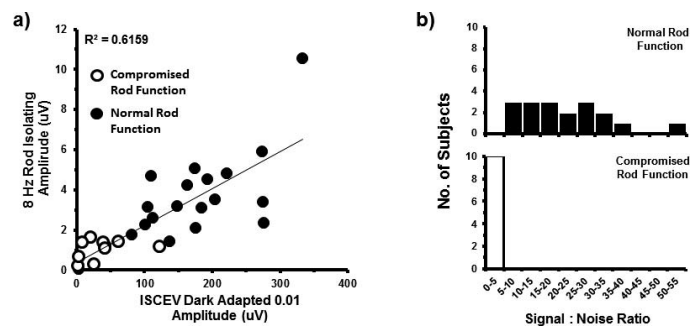 a)
R² = 0.6159
Compromised
Rod Function
Normal Rod
Function
8 Hz Rod Isolating
Amplirude (uV)
12
10
8
6
4
2
0
0
100
200
300
400
ISCEV Dark Adapted 0.01
Amplitude (uV)
b)
Normal Rod
Function
10
8
6
4
2
0
No. of Subjects
Compromised
Rod Function
10
8
6
4
2
0
0-5
5-10
10-15
15-20
20-25
25-30
30-35
35-40
40-45
45-50
50-55
Signal : Noise Ratio